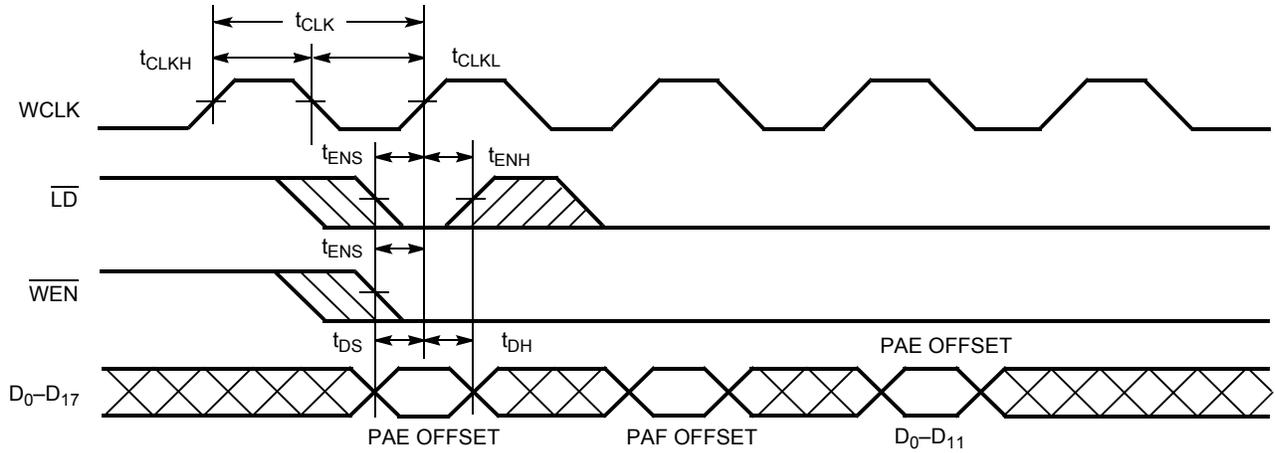 tCLK
tCLKH
tCLKL
WCLK
tENS
tENH
LD
tENS
WEN
tDS
tDH
PAE OFFSET
D0–D17
PAE OFFSET
PAF OFFSET
D0–D11